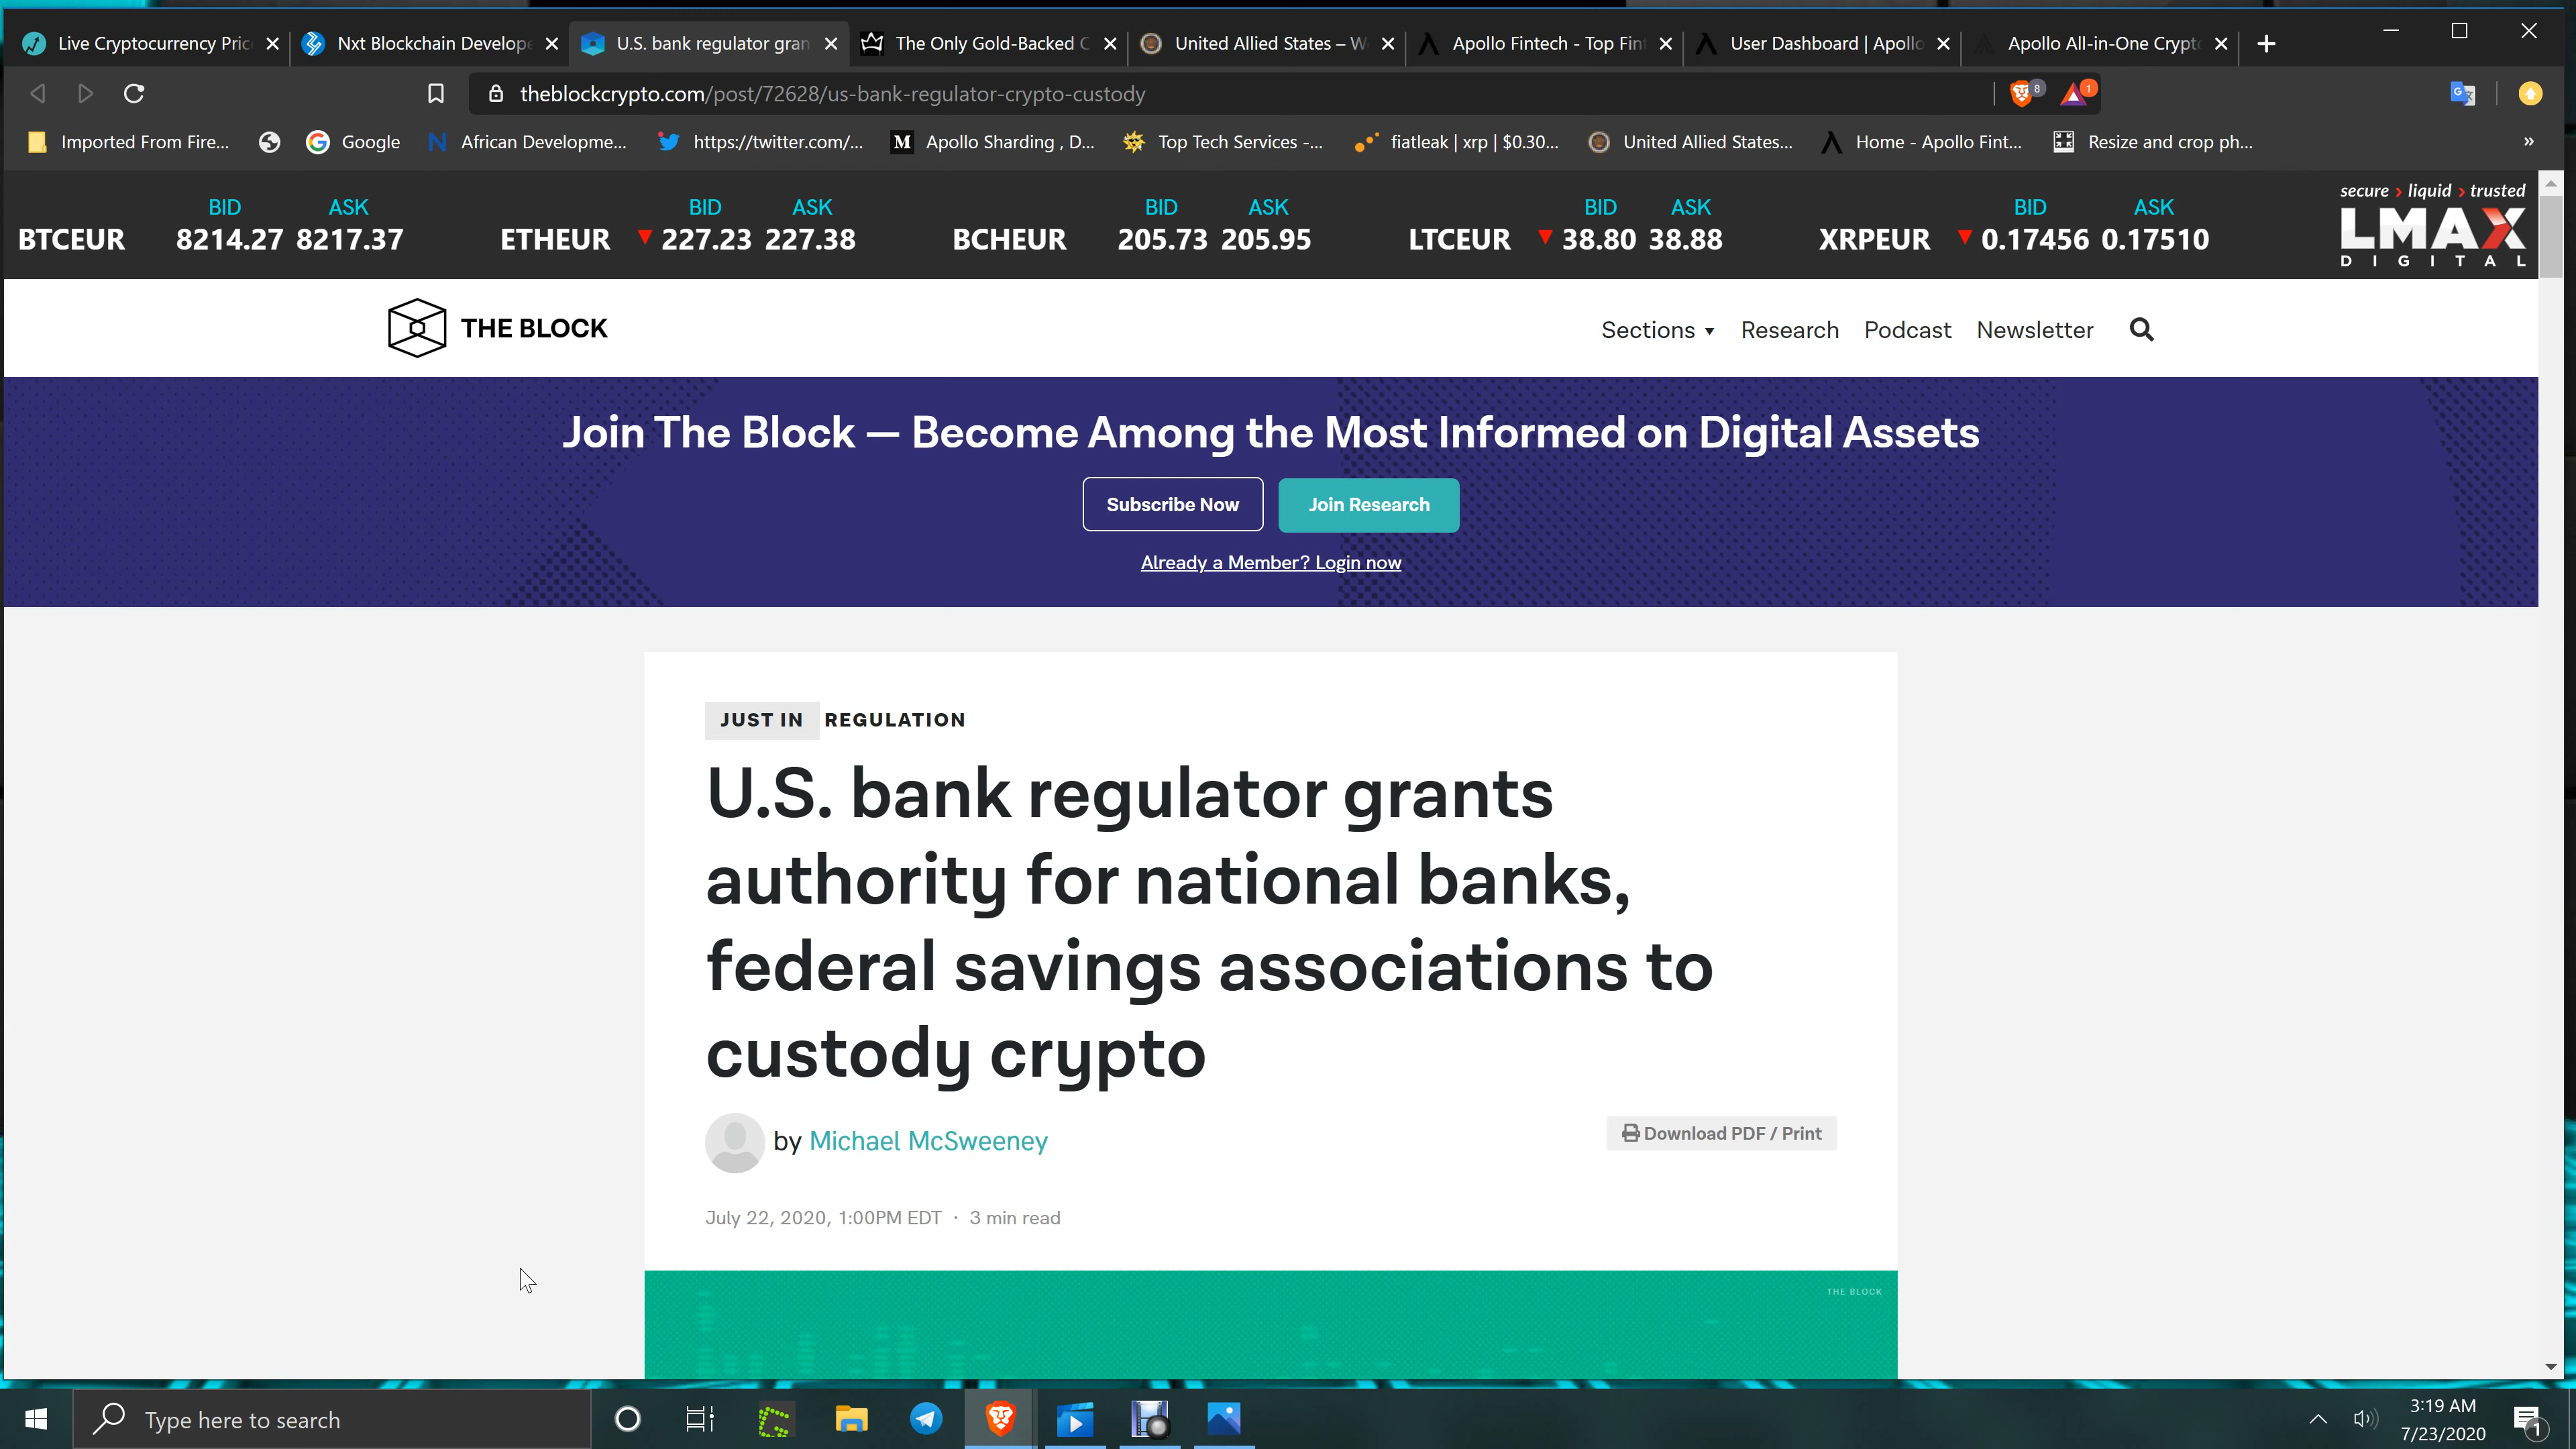 Live Cryptocurrency Pric
Nxt Blockchain Develope
U.S. bank regulator gran
The Only Gold-Backed C
United Allied States – W
Apollo Fintech - Top Fin
User Dashboard | Apollo
Apollo All-in-One Crypt
theblockcrypto.com/post/72628/us-bank-regulator-crypto-custody
8
1
Imported From Fire...
Google
African Developme...
https://twitter.com/...
Apollo Sharding , D...
Top Tech Services -...
fiatleak | xrp | $0.30...
United Allied States...
Home - Apollo Fint...
Resize and crop ph...
»
BID ASK
BTCEUR 8214.27 8217.37
BID ASK
ETHEUR 227.23 227.38
BID ASK
BCHEUR 205.73 205.95
BID ASK
LTCEUR 38.80 38.88
BID ASK
XRPEUR 0.17456 0.17510
secure › liquid › trusted
LMAX
DIGITAL
THE BLOCK
Sections Research Podcast Newsletter
Join The Block — Become Among the Most Informed on Digital Assets
Subscribe Now Join Research
Already a Member? Login now
JUST IN REGULATION
U.S. bank regulator grants
authority for national banks,
federal savings associations to
custody crypto
by Michael McSweeney
Download PDF / Print
July 22, 2020, 1:00PM EDT · 3 min read
THE BLOCK
Type here to search
3:19 AM
7/23/2020
1